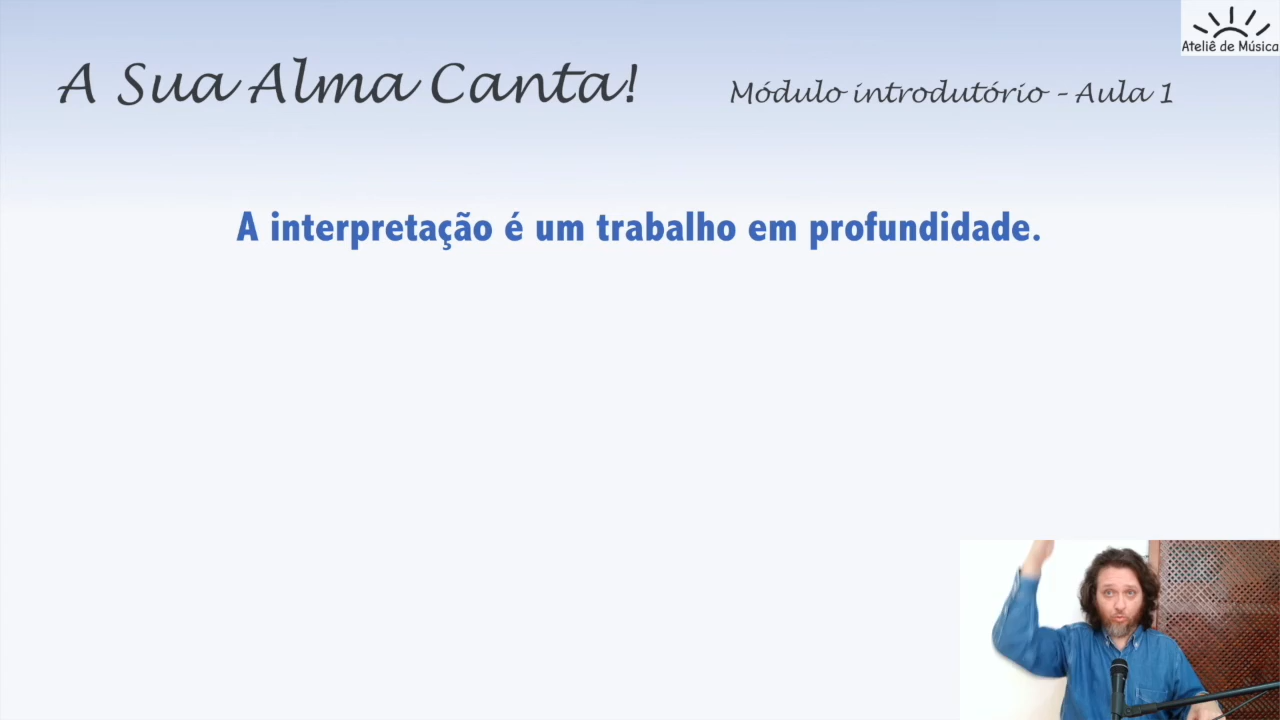 Ateliê de Música
A Sua Alma Canta!
Módulo introdutório - Aula 1
A interpretação é um trabalho em profundidade.